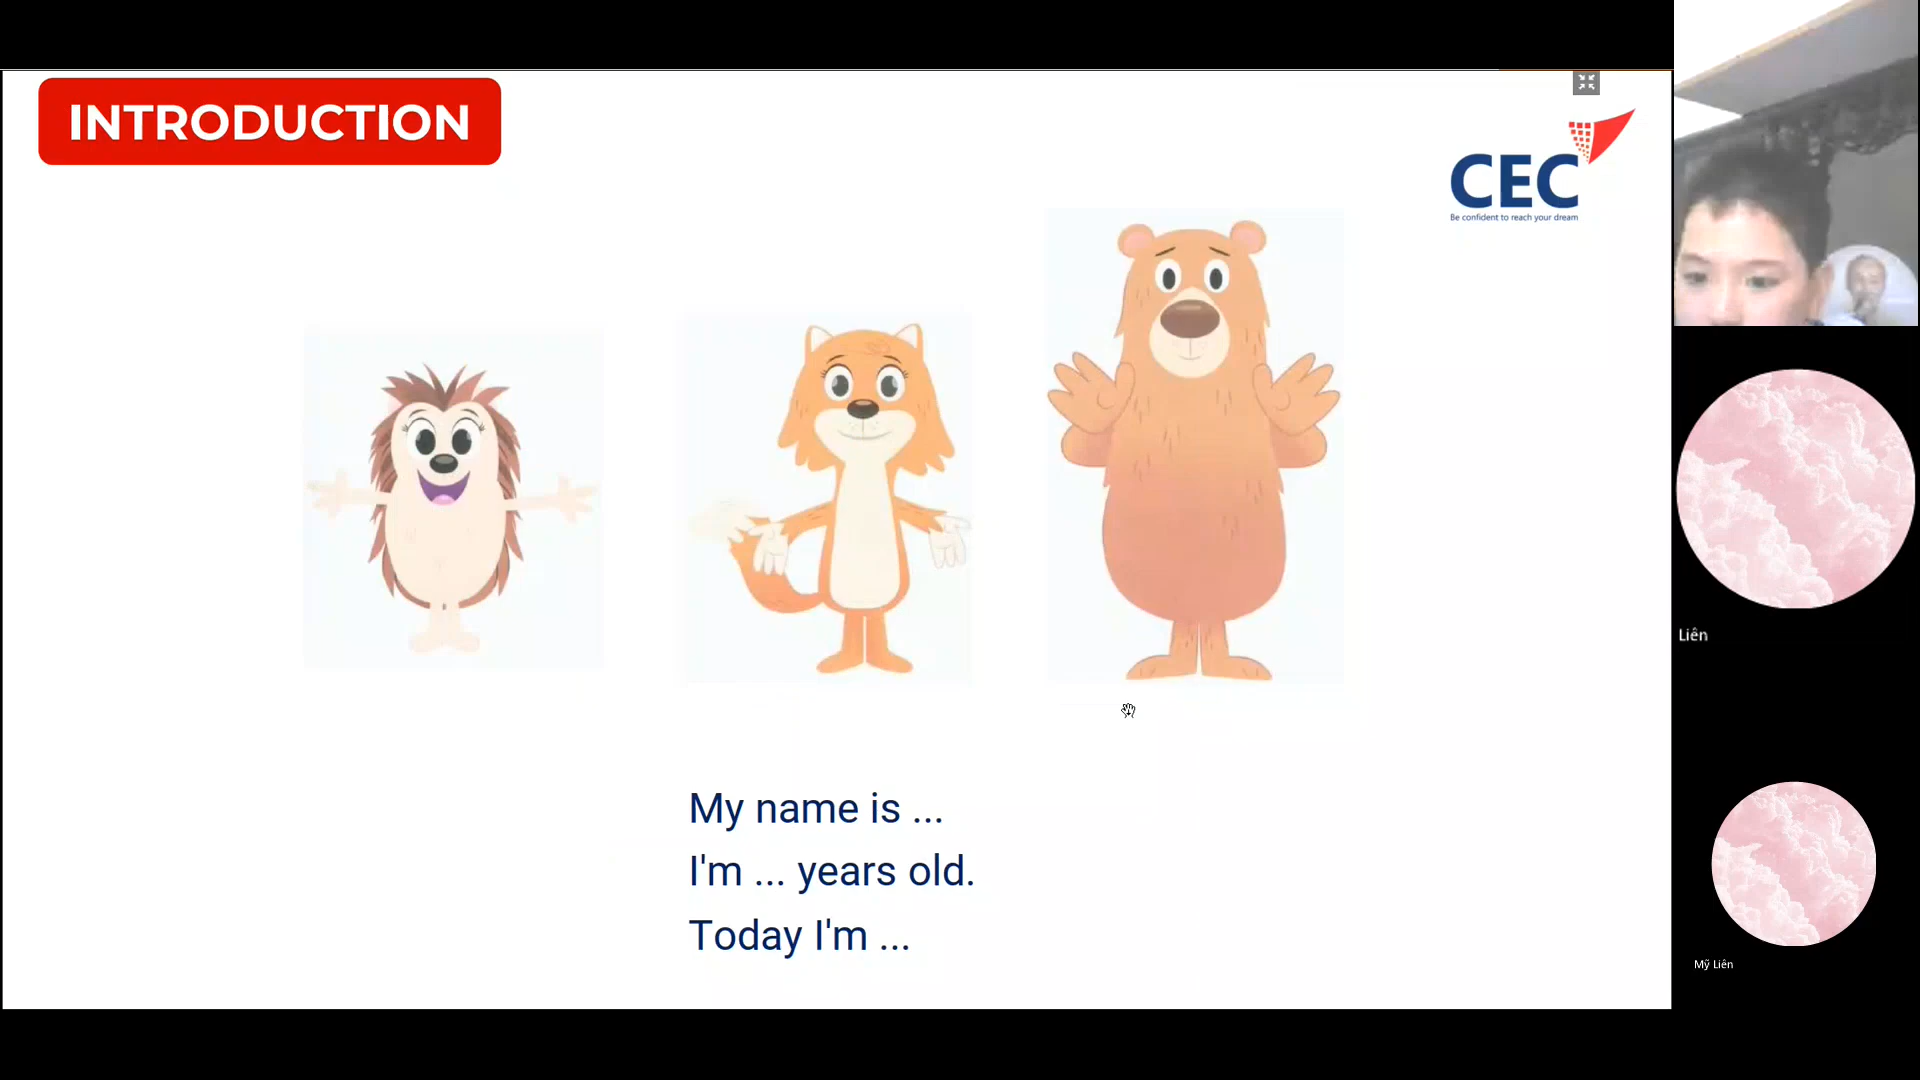 INTRODUCTION
CEC
Be confident to reach your dream
My name is ...
I'm ... years old.
Today I'm ...
Liên
Mỹ Liên